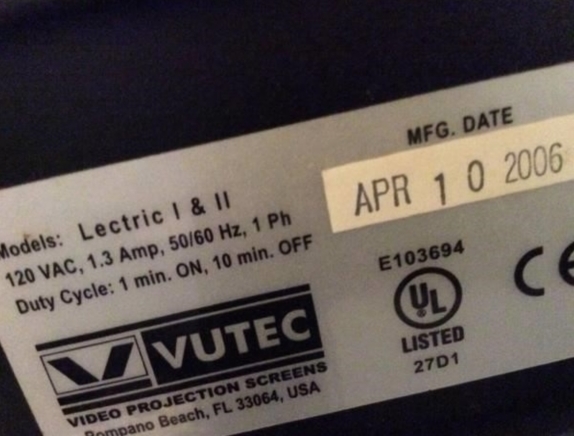 MFG. DATE
APR 10 2006
Models: Lectric I & II
120 VAC, 1.3 Amp, 50/60 Hz, 1 Ph
Duty Cycle: 1 min. ON, 10 min. OFF
E103694
UL
LISTED
27D1
CE
VUTEC
VIDEO PROJECTION SCREENS
Pompano Beach, FL 33064, USA